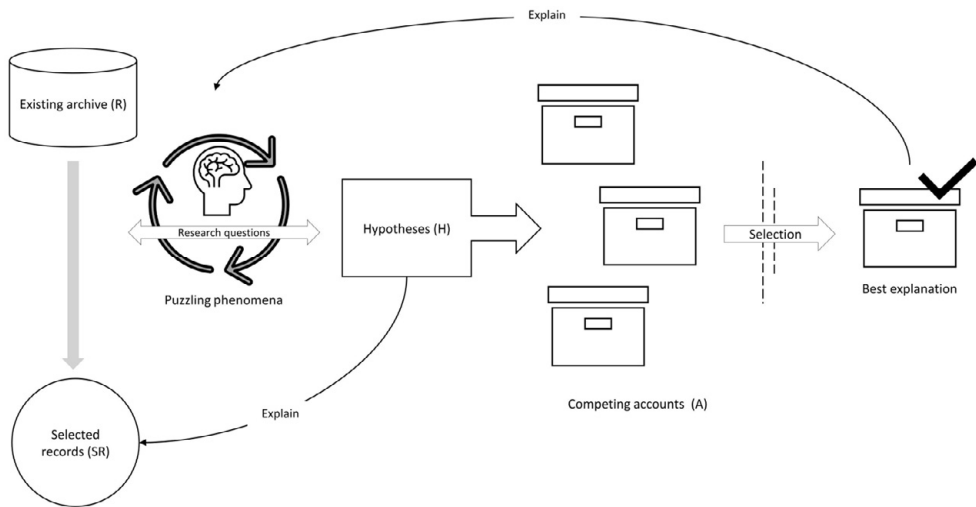 Explain
Existing archive (R)
Research questions
Hypotheses (H)
Selection
Puzzling phenomena
Best explanation
Competing accounts (A)
Explain
Selected
records (SR)